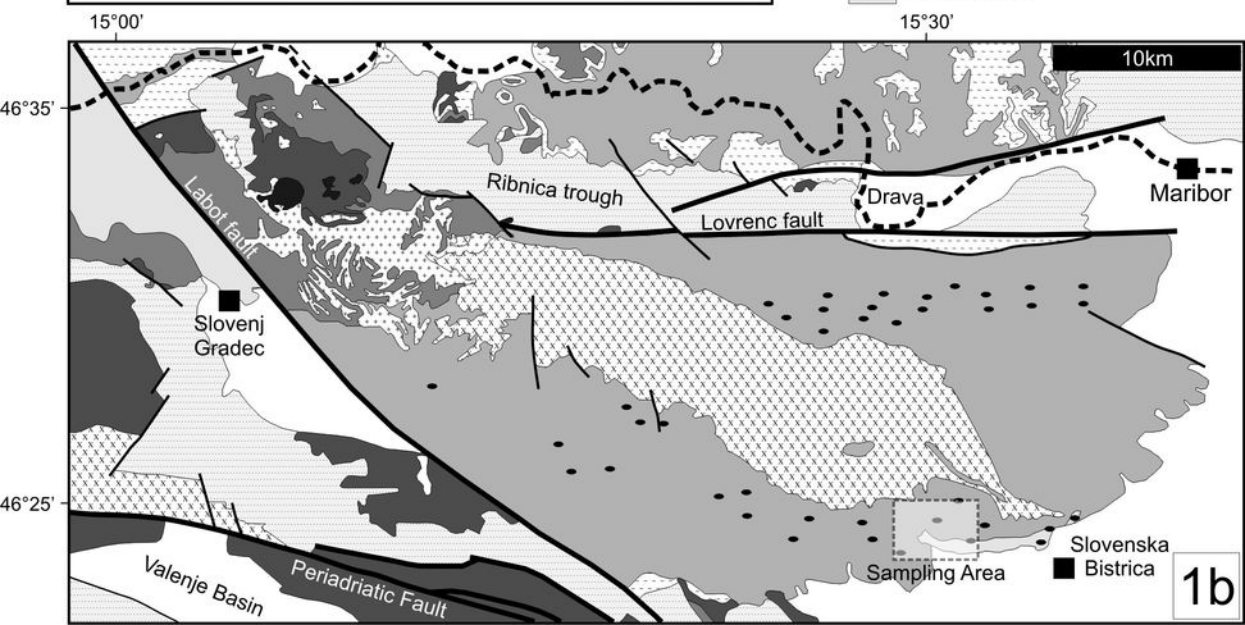 15°00'
15°30'
10km
46°35'
Maribor
Ribnica trough
Drava
Lovrenc fault
Labot fault
Slovenj
Gradec
46°25'
Slovenska
Bistrica
Sampling Area
Valenje Basin
Periadriatic Fault
1b